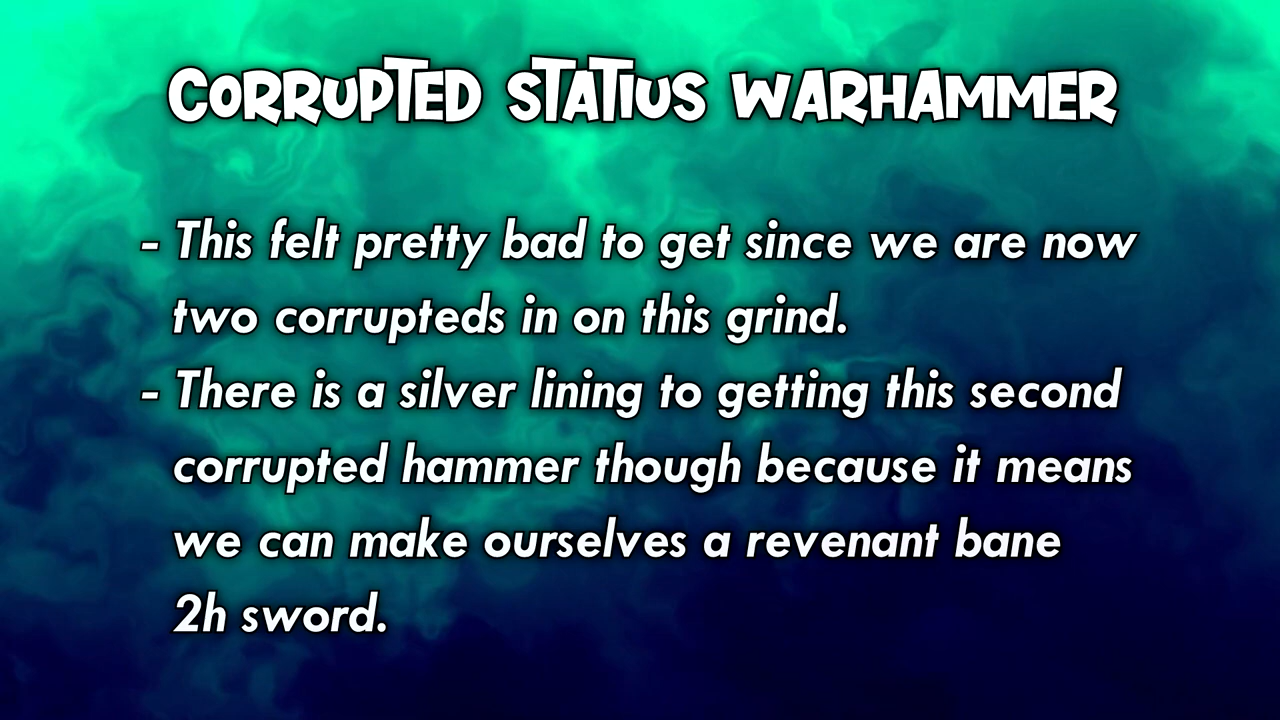 CORRUPTED STATIUS WARHAMMER
- This felt pretty bad to get since we are now
two corrupteds in on this grind.
- There is a silver lining to getting this second
corrupted hammer though because it means
we can make ourselves a revenant bane
2h sword.